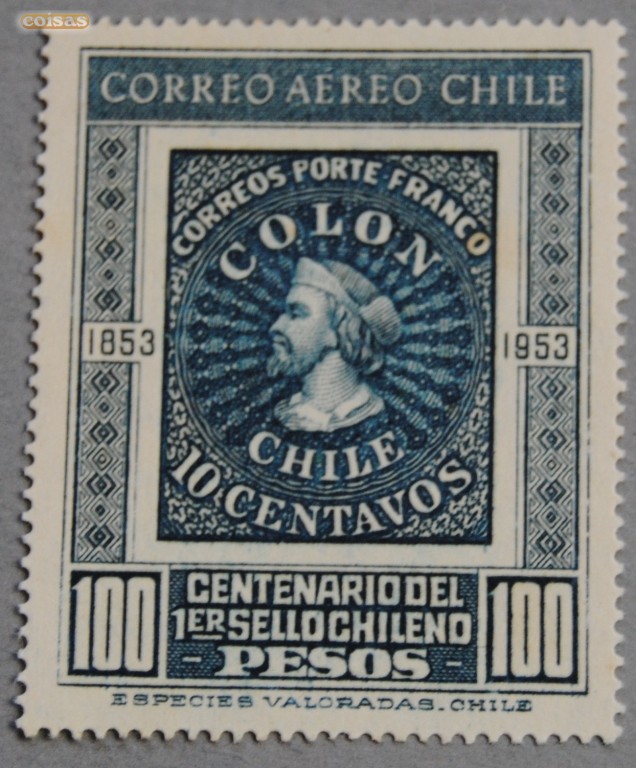 coisas
CORREO AEREO CHILE
CORREOS PORTE FRANCO
COLON
1853
1953
CHILE
10 CENTAVOS
100
CENTENARIO DEL
1ER SELLO CHILENO
- PESOS -
100
ESPECIES VALORADAS. CHILE